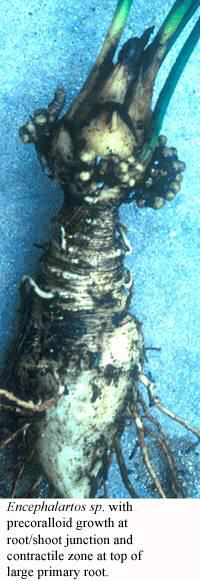 Encephalartos sp. with
precoralloid growth at
root/shoot junction and
contractile zone at top of
large primary root.